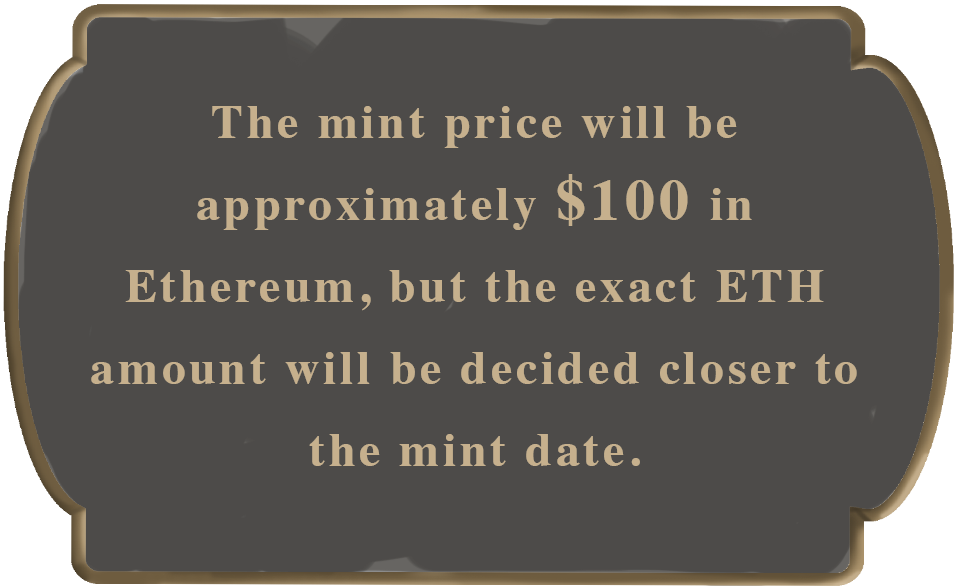 The mint price will be
approximately $100 in
Ethereum, but the exact ETH
amount will be decided closer to
the mint date.